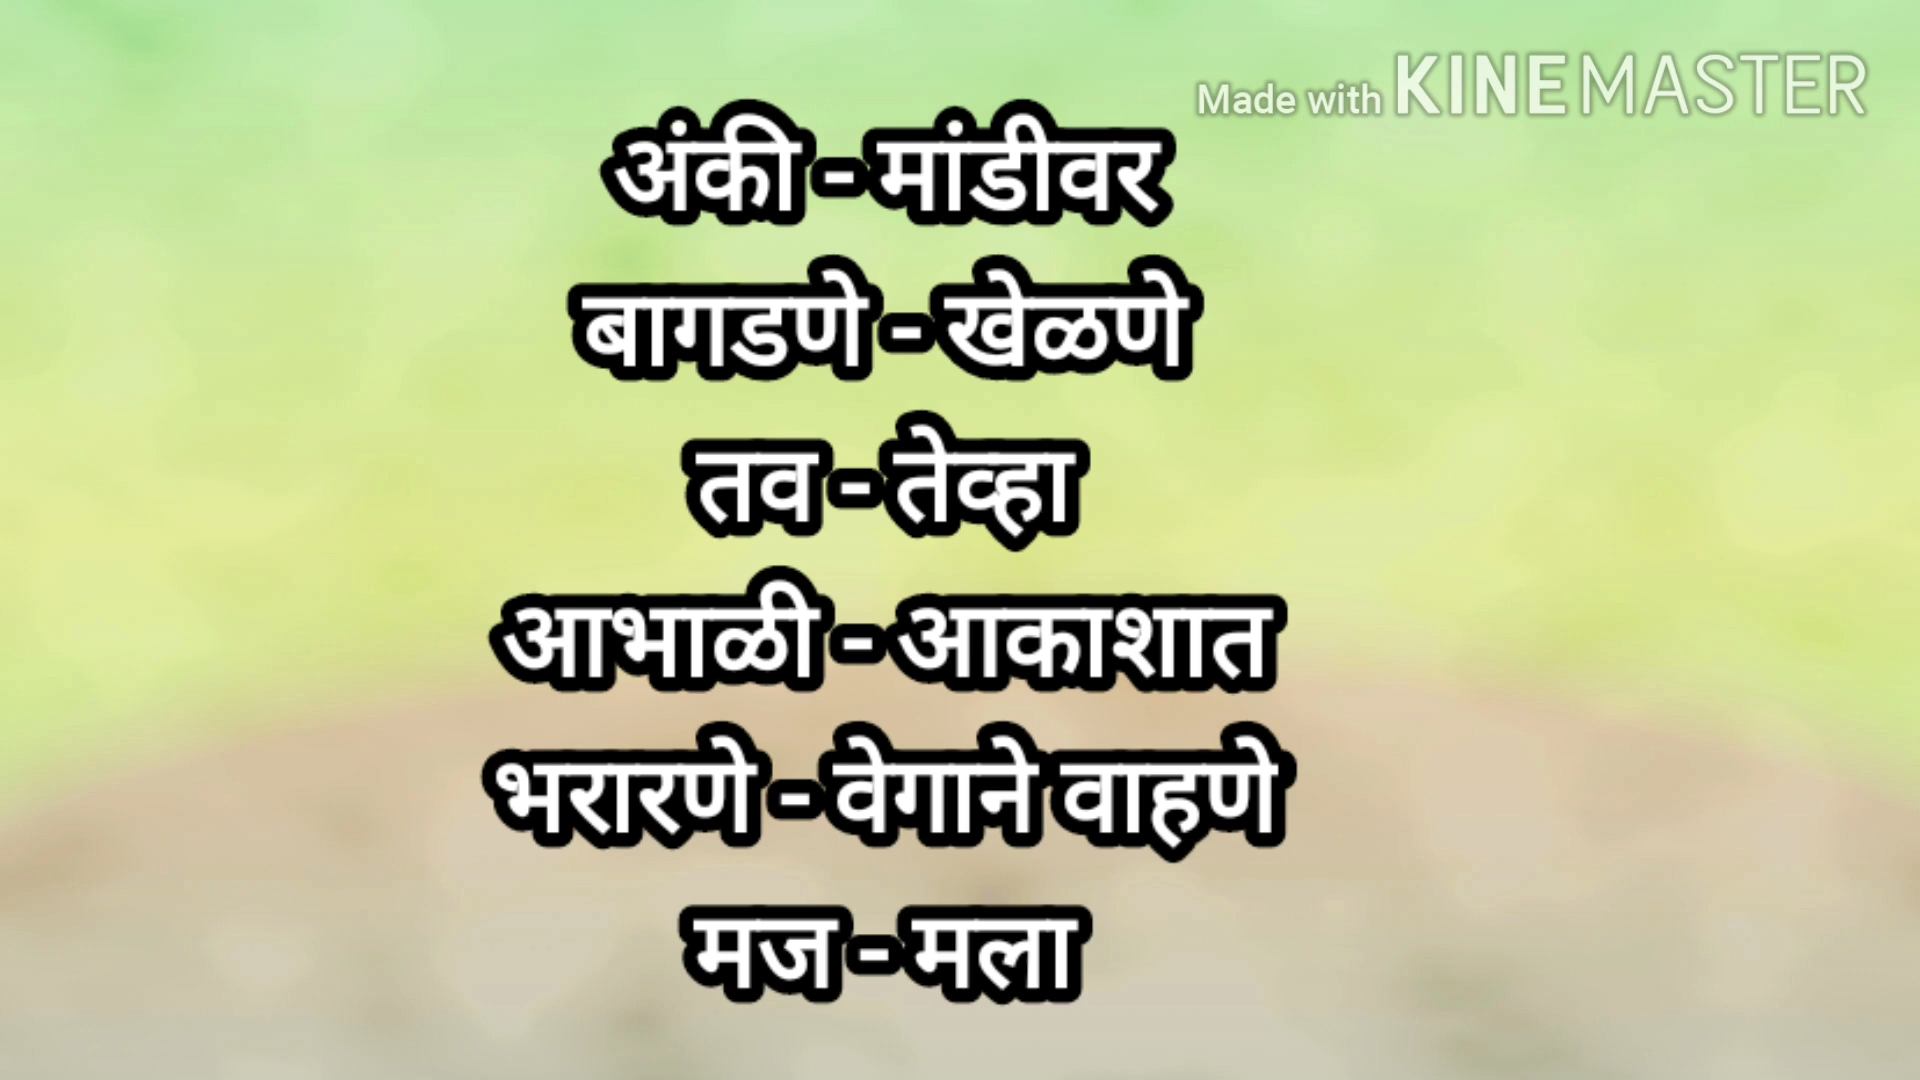 Made with KINEMASTER
अंकी - मांडीवर
बागडणे - खेळणे
तव - तेव्हा
आभाळी - आकाशात
भरारणे - वेगाने वाहणे
मज - मला